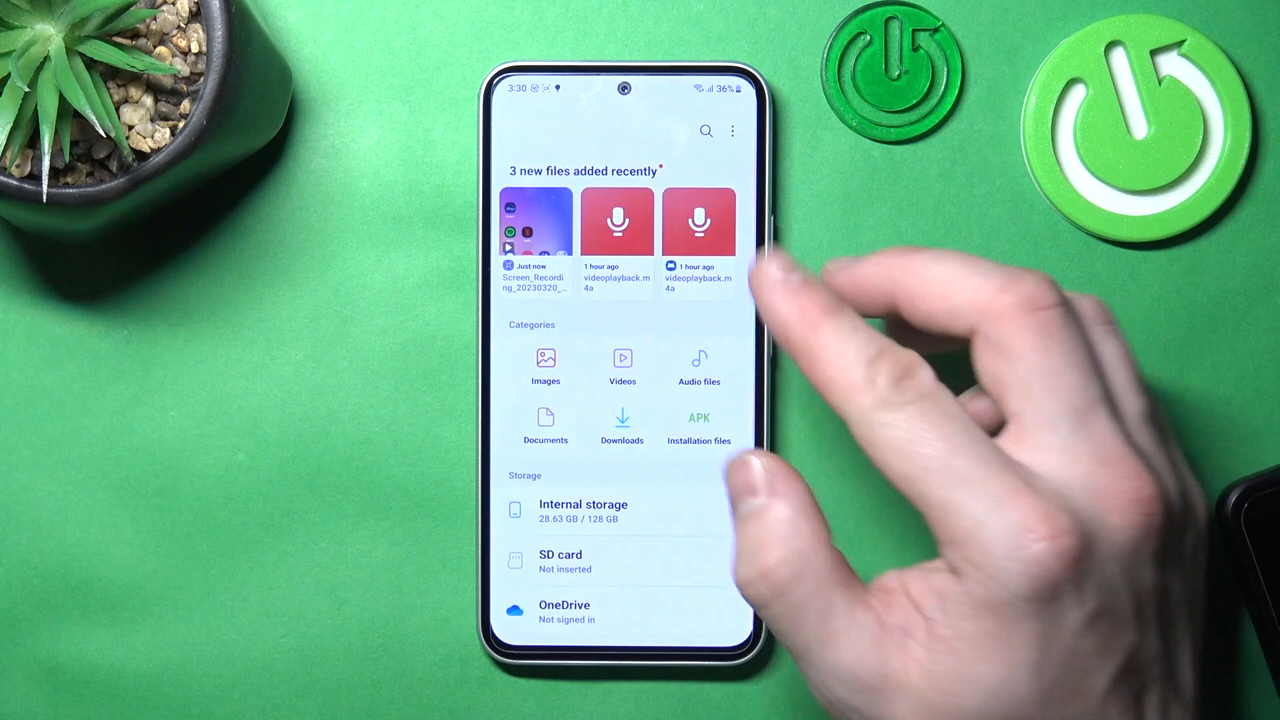 3:30
36%
3 new files added recently
Just now
Screen_Recordi
ng_20230320_...
1 hour ago
videoplayback.m
4a
1 hour ago
videoplayback.m
4a
Categories
Images
Videos
Audio files
Documents
Downloads
APK
Installation files
Storage
Internal storage
28.63 GB / 128 GB
SD card
Not inserted
OneDrive
Not signed in